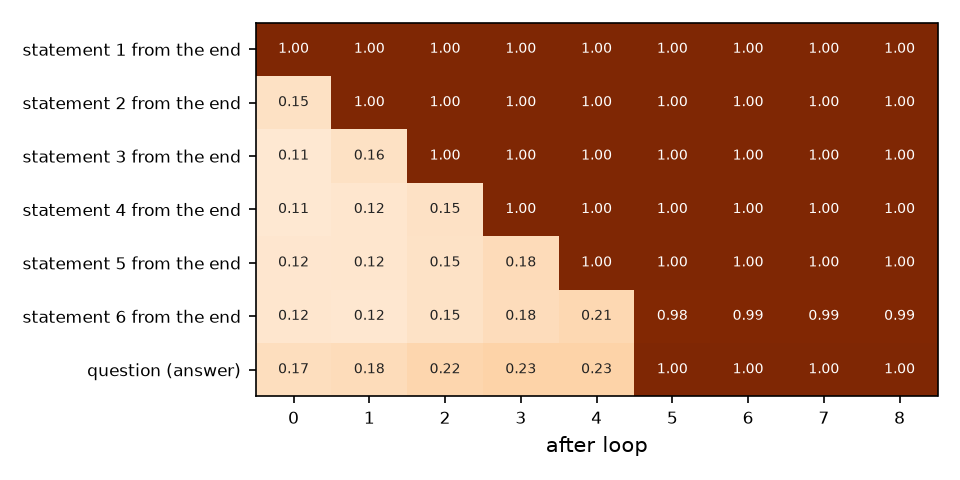 statement 1 from the end 1.00 1.00 1.00 1.00 1.00 1.00 1.00 1.00 1.00
statement 2 from the end 0.15 1.00 1.00 1.00 1.00 1.00 1.00 1.00 1.00
statement 3 from the end 0.11 0.16 1.00 1.00 1.00 1.00 1.00 1.00 1.00
statement 4 from the end 0.11 0.12 0.15 1.00 1.00 1.00 1.00 1.00 1.00
statement 5 from the end 0.12 0.12 0.15 0.18 1.00 1.00 1.00 1.00 1.00
statement 6 from the end 0.12 0.12 0.15 0.18 0.21 0.98 0.99 0.99 0.99
question (answer) 0.17 0.18 0.22 0.23 0.23 1.00 1.00 1.00 1.00
0 1 2 3 4 5 6 7 8
after loop